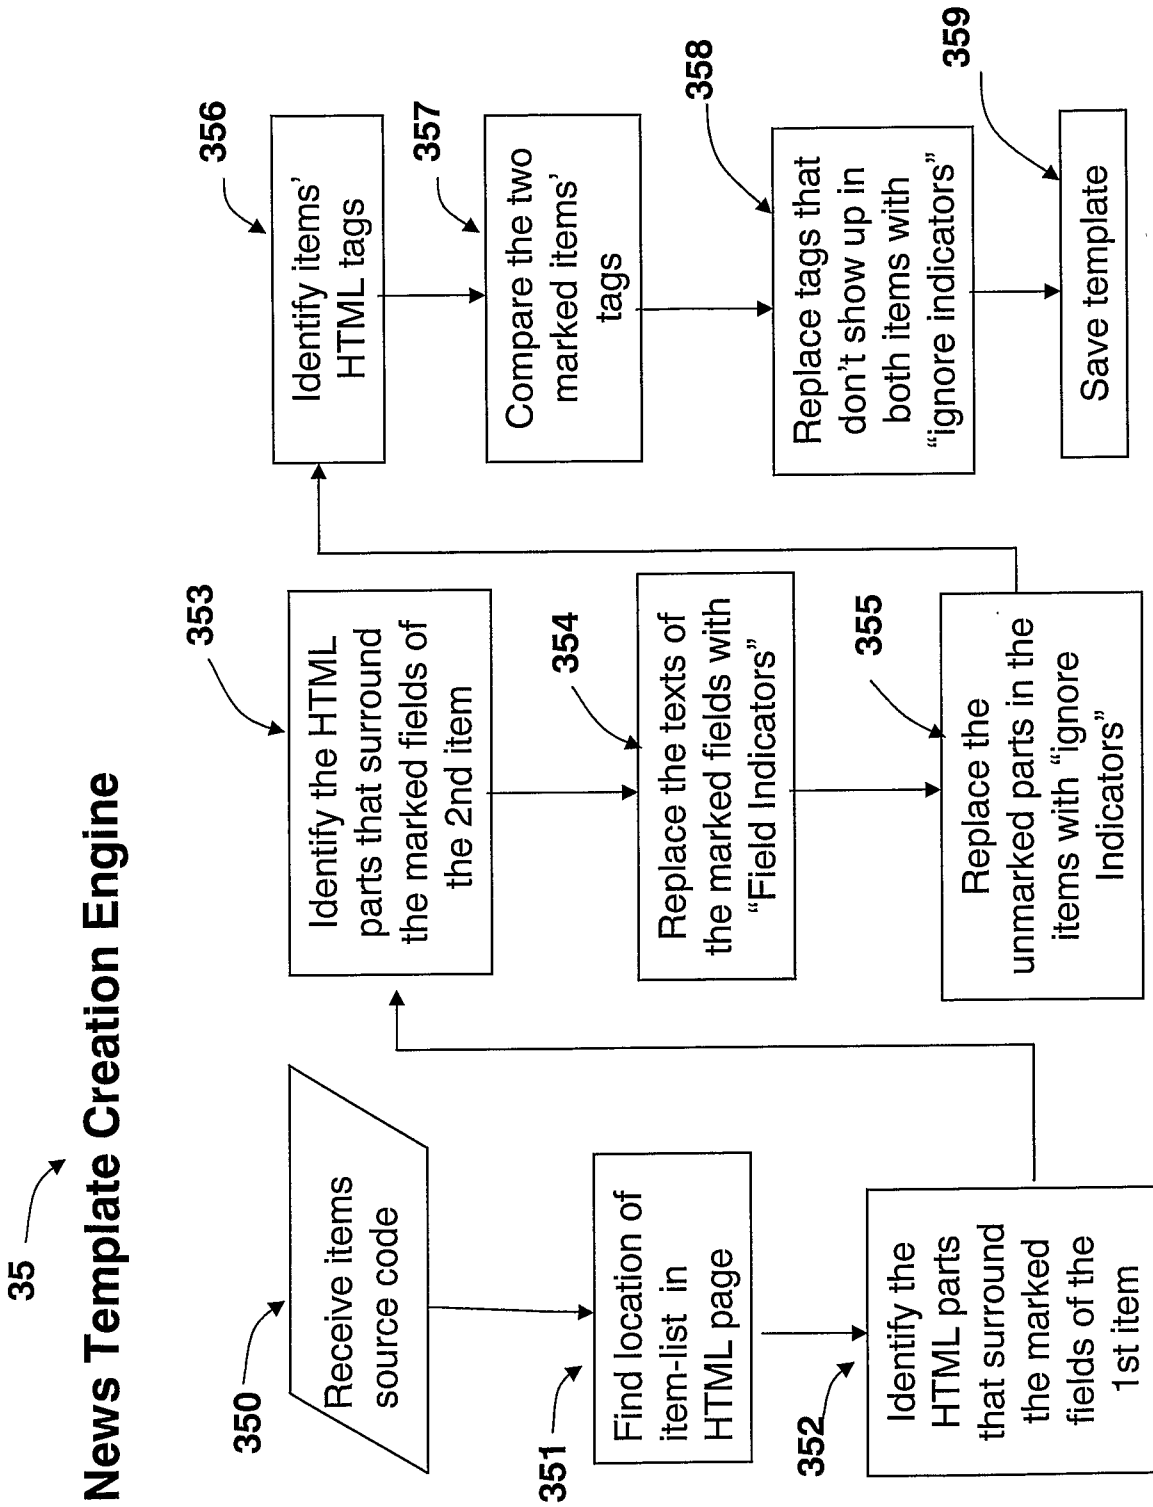 35
News Template Creation Engine
350
Receive items
source code
351
Find location of
item-list in
HTML page
352
Identify the
HTML parts
that surround
the marked
fields of the
1st item
353
Identify the HTML
parts that surround
the marked fields of
the 2nd item
354
Replace the texts of
the marked fields with
“Field Indicators”
355
Replace the
unmarked parts in the
items with “ignore
Indicators”
356
Identify items’
HTML tags
357
Compare the two
marked items’
tags
358
Replace tags that
don’t show up in
both items with
“ignore indicators”
359
Save template